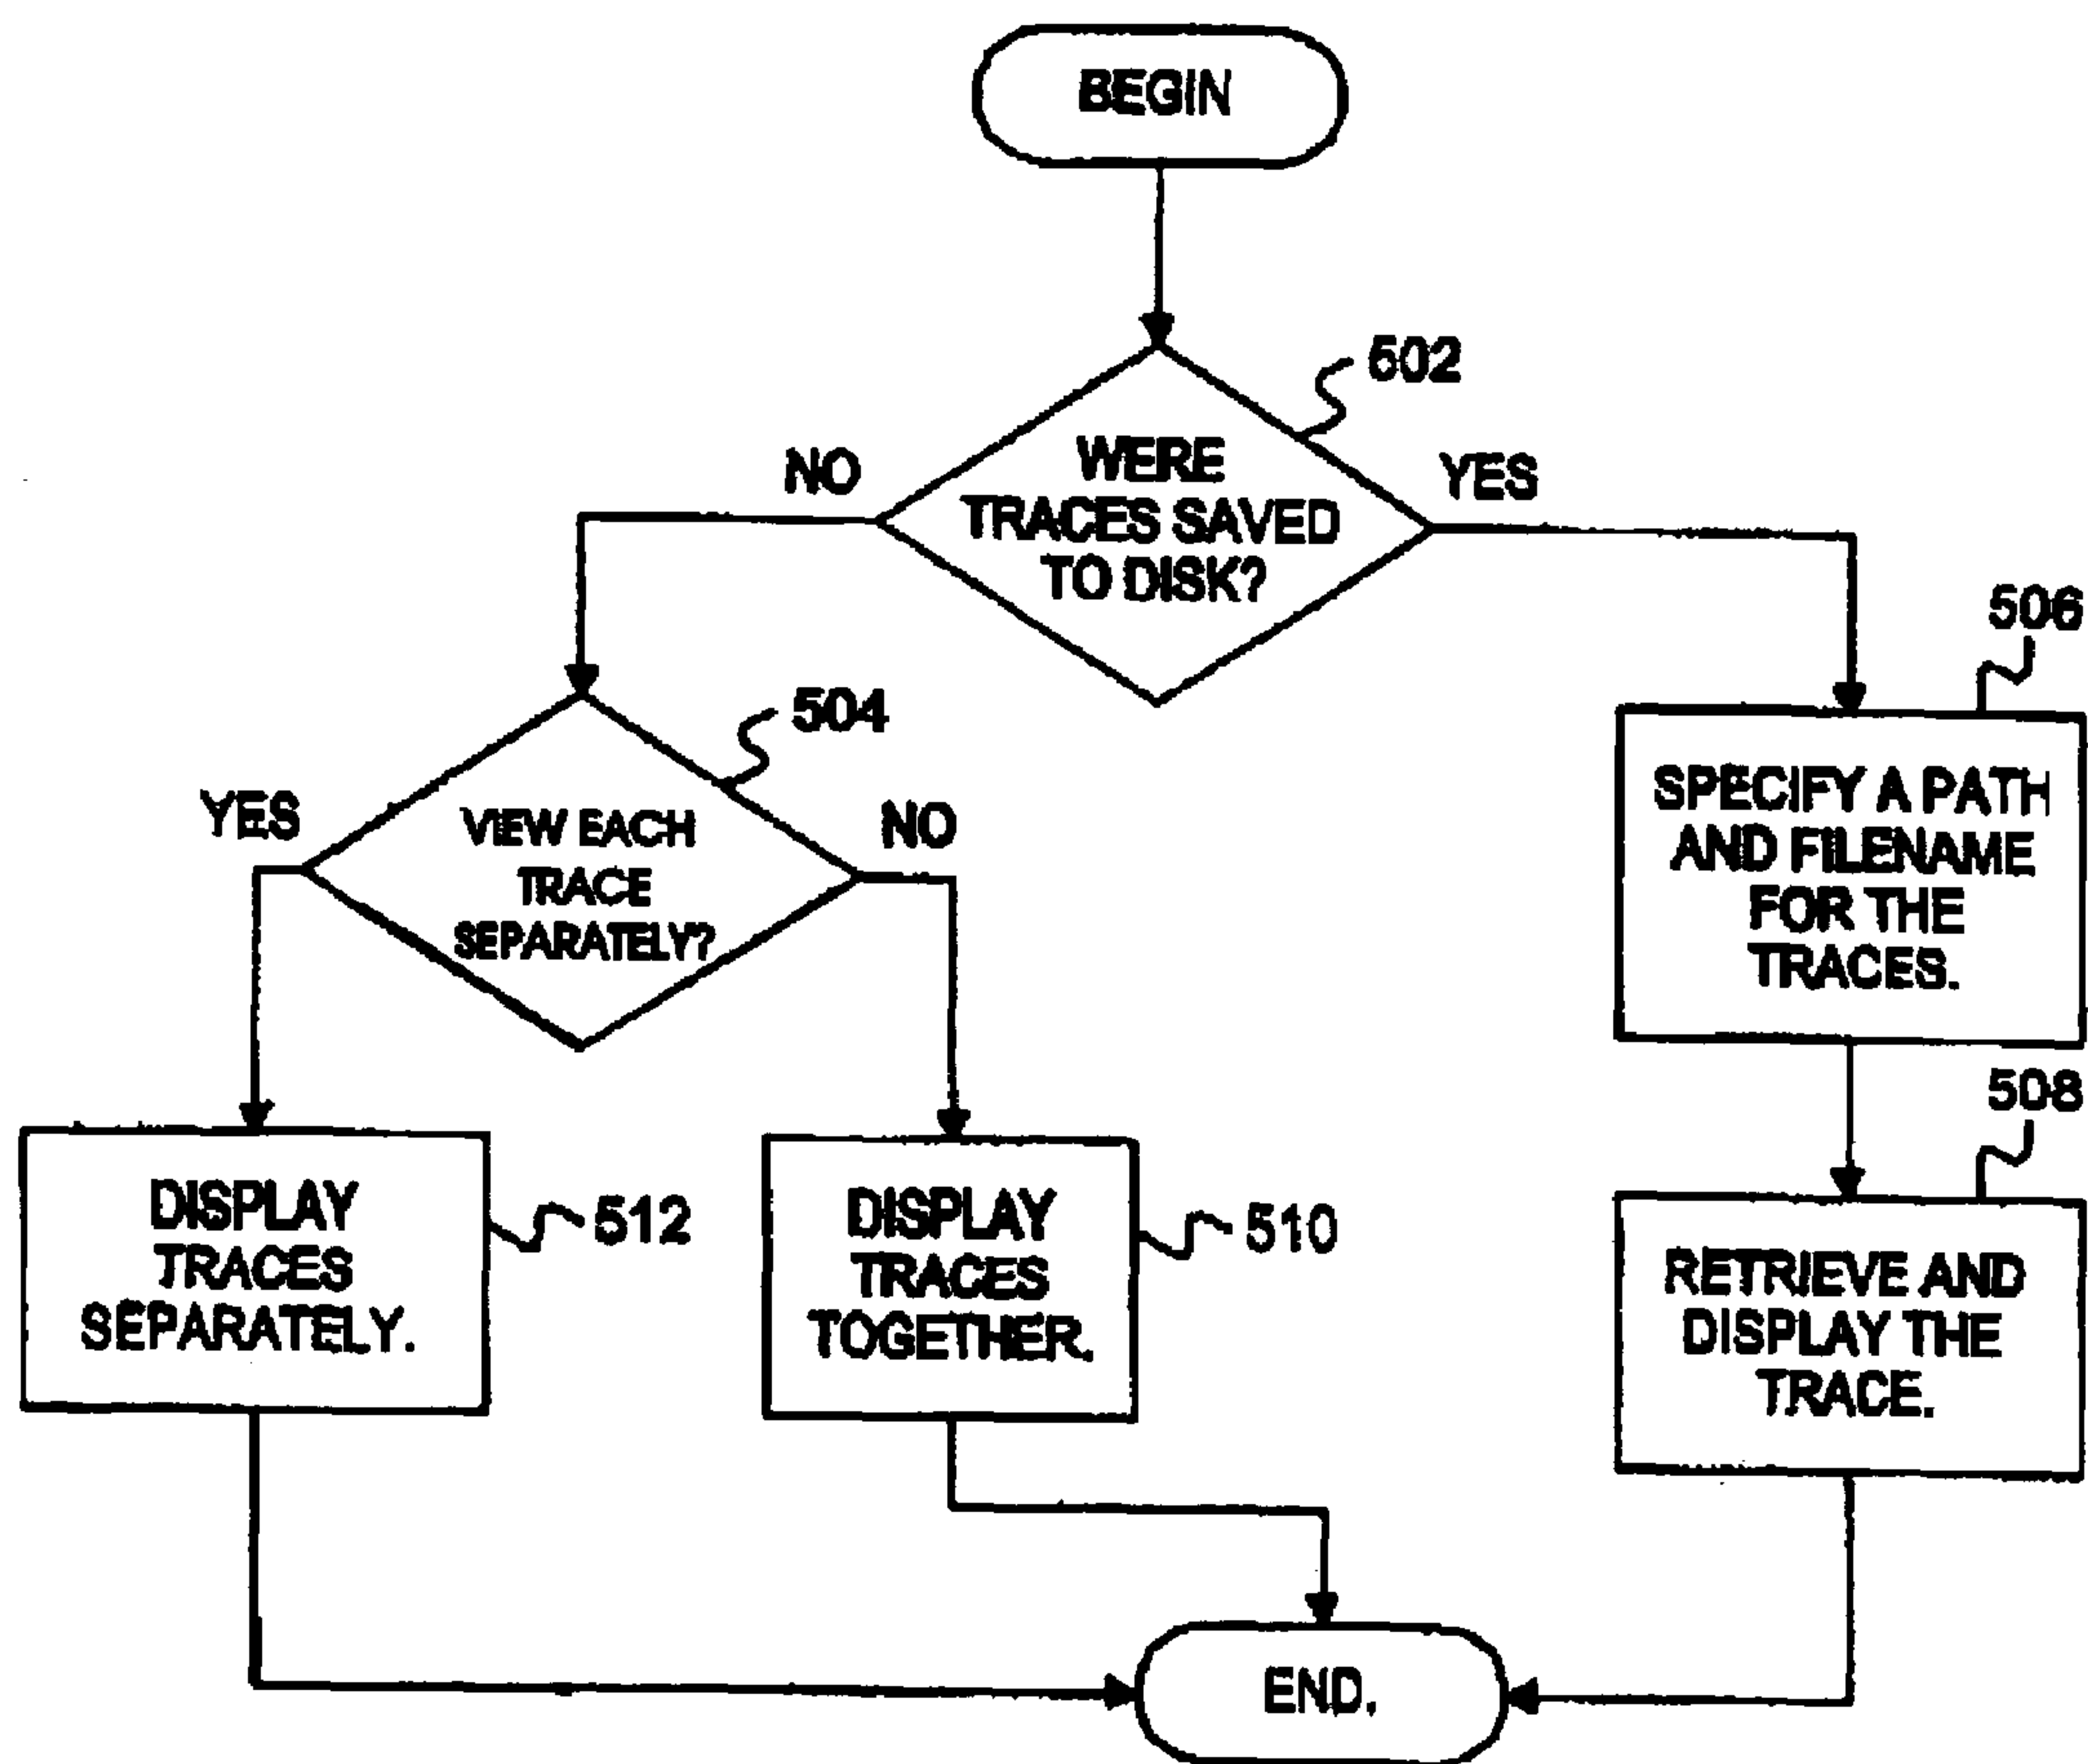 BEGIN
502
WERE
TRACES SAVED
TO DISK?
NO
YES
504
506
VIEW EACH
TRACE
SEPARATELY?
YES
NO
SPECIFY A PATH
AND FILENAME
FOR THE
TRACES.
508
DISPLAY
TRACES
SEPARATELY.
512
DISPLAY
TRACES
TOGETHER.
510
RETRIEVE AND
DISPLAY THE
TRACE.
END.